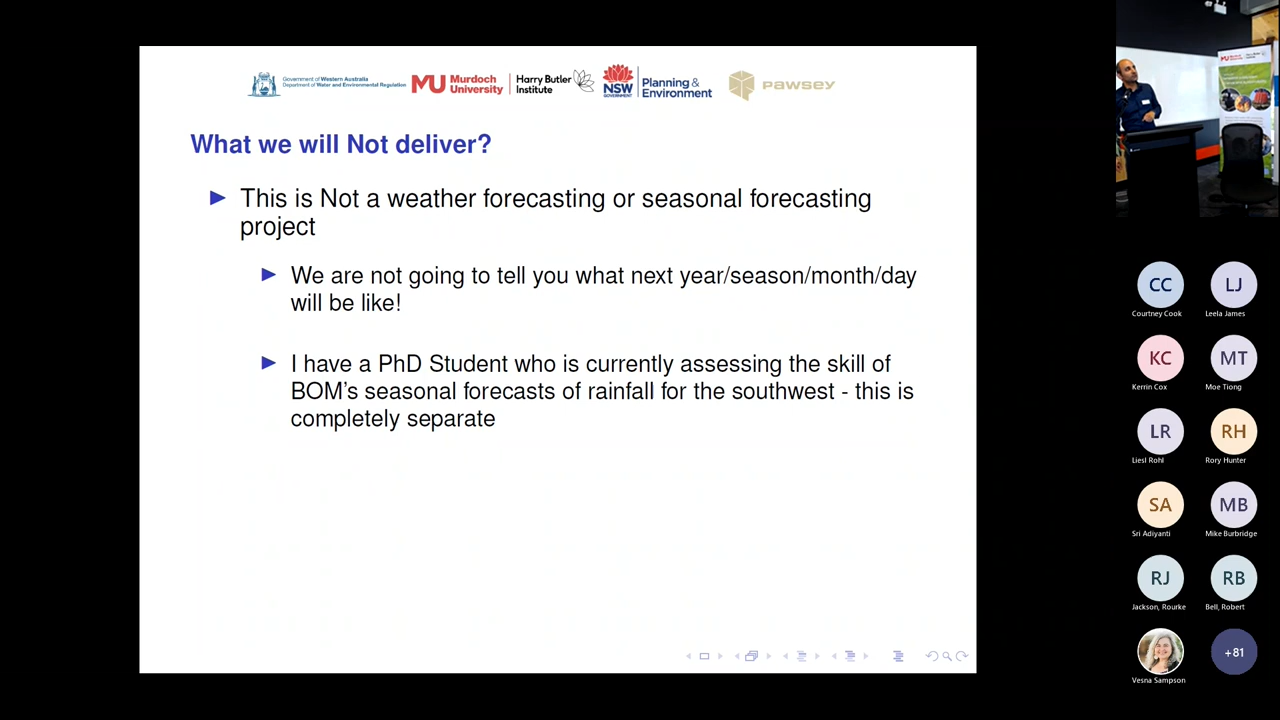 Government of Western Australia
Department of Water and Environmental Regulation
MU Murdoch University
Harry Butler Institute
NSW GOVERNMENT
Planning & Environment
PAWSEY
What we will Not deliver?
This is Not a weather forecasting or seasonal forecasting
project
We are not going to tell you what next year/season/month/day
will be like!
I have a PhD Student who is currently assessing the skill of
BOM's seasonal forecasts of rainfall for the southwest - this is
completely separate
CC
Courtney Cook
LJ
Leela James
KC
Kerrin Cox
MT
Moe Tiong
LR
Liesl Rohl
RH
Rory Hunter
SA
Sri Adiyanti
MB
Mike Burbridge
RJ
Jackson, Rourke
RB
Bell, Robert
Vesna Sampson
+81